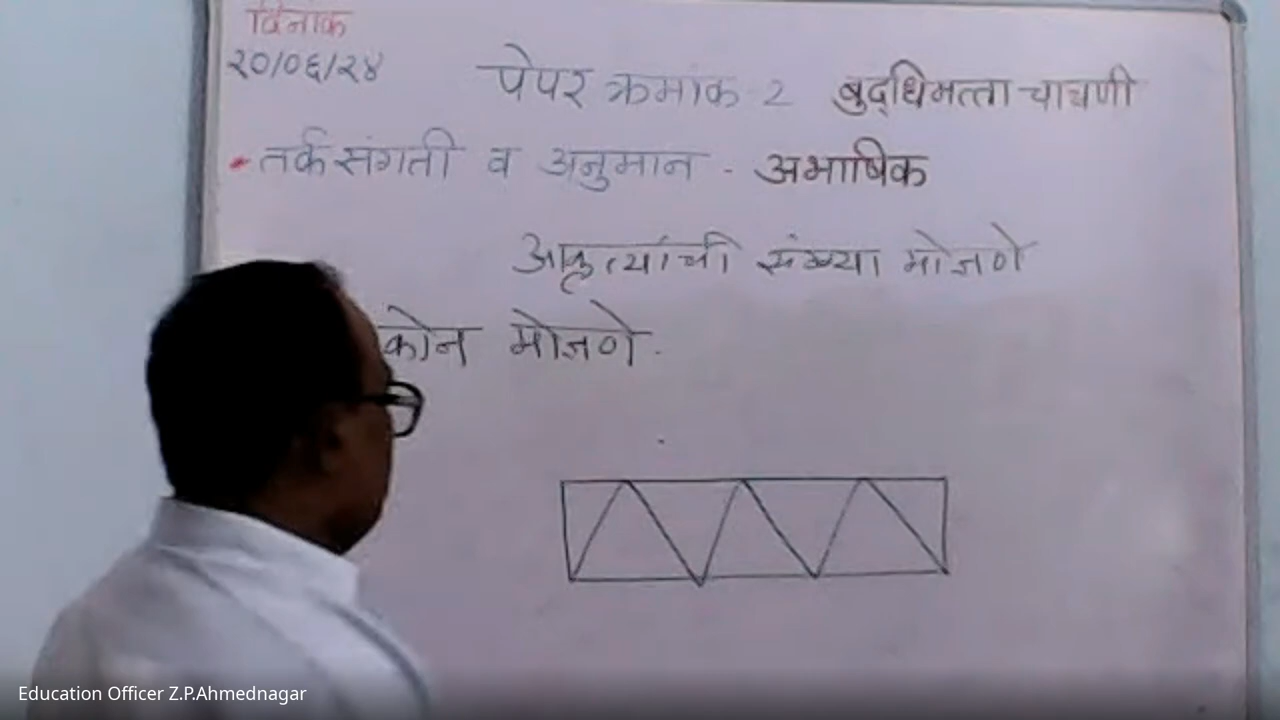 दिनांक
२०/०६/२४
पेपर क्रमांक-2 बुद्धिमत्ता चाचणी
तर्कसंगती व अनुमान - अभाषिक
आकृत्यांची संख्या मोजणे
कोन मोजणे.
Education Officer Z.P.Ahmednagar